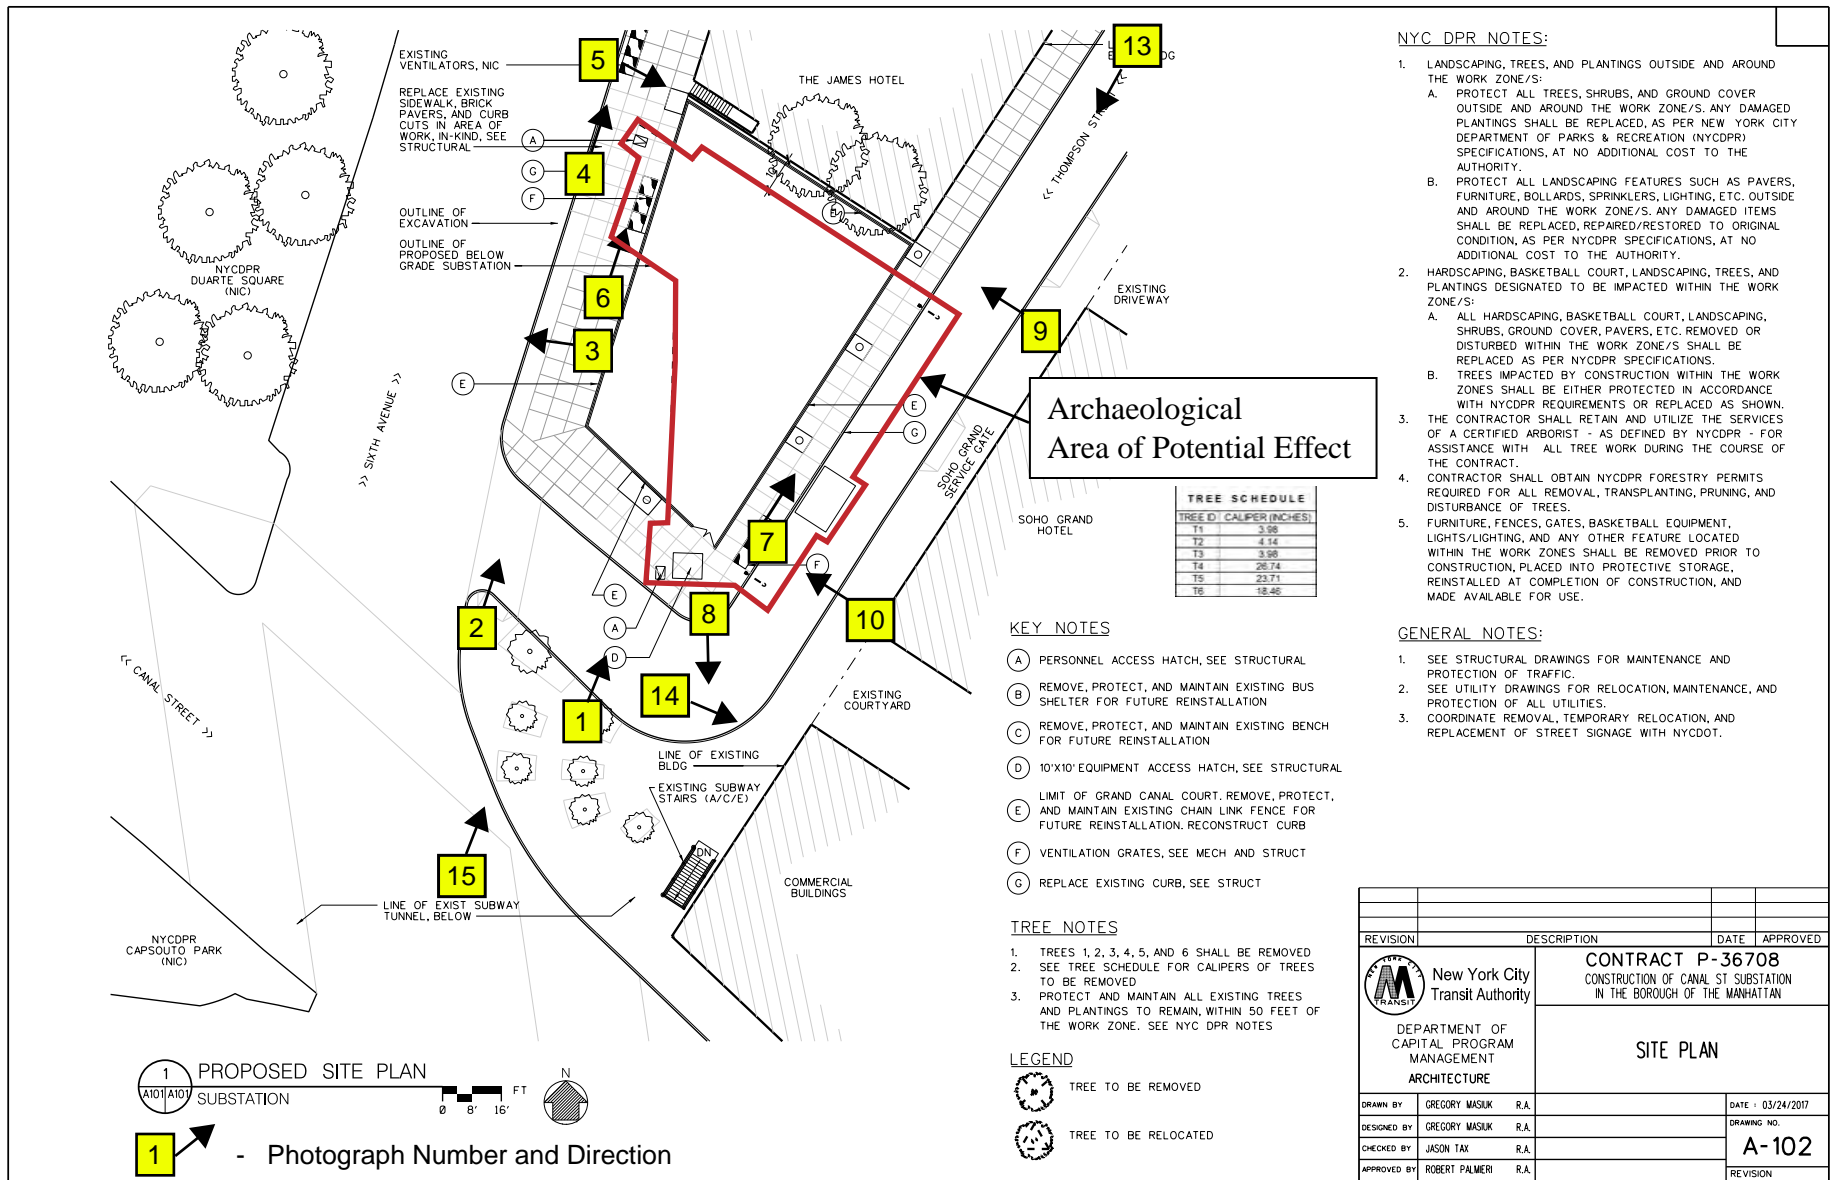 EXISTING
VENTILATORS, NIC
REPLACE EXISTING
SIDEWALK, BRICK
PAVERS, AND CURB
CUTS IN AREA OF
WORK, IN-KIND, SEE
STRUCTURAL
A
G
F
OUTLINE OF
EXCAVATION
OUTLINE OF
PROPOSED BELOW
GRADE SUBSTATION
NYCDPR
DUARTE SQUARE
(NIC)
E
<< SIXTH AVENUE >>
<< CANAL STREET >>
5
4
6
3
THE JAMES HOTEL
13
<< THOMPSON STREET <<
EXISTING
DRIVEWAY
9
E
G
Archaeological
Area of Potential Effect
SOHO GRAND
SERVICE GATE
SOHO GRAND
HOTEL
7
F
2
8
10
E
A
D
1
14
EXISTING
COURTYARD
LINE OF EXISTING
BLDG
EXISTING SUBWAY
STAIRS (A/C/E)
DN
15
COMMERCIAL
BUILDINGS
LINE OF EXIST SUBWAY
TUNNEL, BELOW
NYCDPR
CAPSOUTO PARK
(NIC)
TREE SCHEDULE
TREE ID CALIPER (INCHES)
T1 3.98
T2 4.14
T3 3.98
T4 26.74
T5 23.71
T6 18.46
KEY NOTES
A PERSONNEL ACCESS HATCH, SEE STRUCTURAL
B REMOVE, PROTECT, AND MAINTAIN EXISTING BUS
SHELTER FOR FUTURE REINSTALLATION
C REMOVE, PROTECT, AND MAINTAIN EXISTING BENCH
FOR FUTURE REINSTALLATION
D 10'X10' EQUIPMENT ACCESS HATCH, SEE STRUCTURAL
E LIMIT OF GRAND CANAL COURT. REMOVE, PROTECT,
AND MAINTAIN EXISTING CHAIN LINK FENCE FOR
FUTURE REINSTALLATION. RECONSTRUCT CURB
F VENTILATION GRATES, SEE MECH AND STRUCT
G REPLACE EXISTING CURB, SEE STRUCT
TREE NOTES
1. TREES 1, 2, 3, 4, 5, AND 6 SHALL BE REMOVED
2. SEE TREE SCHEDULE FOR CALIPERS OF TREES
TO BE REMOVED
3. PROTECT AND MAINTAIN ALL EXISTING TREES
AND PLANTINGS TO REMAIN, WITHIN 50 FEET OF
THE WORK ZONE. SEE NYC DPR NOTES
LEGEND
TREE TO BE REMOVED
TREE TO BE RELOCATED
NYC DPR NOTES:
1. LANDSCAPING, TREES, AND PLANTINGS OUTSIDE AND AROUND
THE WORK ZONE/S:
A. PROTECT ALL TREES, SHRUBS, AND GROUND COVER
OUTSIDE AND AROUND THE WORK ZONE/S. ANY DAMAGED
PLANTINGS SHALL BE REPLACED, AS PER NEW YORK CITY
DEPARTMENT OF PARKS & RECREATION (NYCDPR)
SPECIFICATIONS, AT NO ADDITIONAL COST TO THE
AUTHORITY.
B. PROTECT ALL LANDSCAPING FEATURES SUCH AS PAVERS,
FURNITURE, BOLLARDS, SPRINKLERS, LIGHTING, ETC. OUTSIDE
AND AROUND THE WORK ZONE/S. ANY DAMAGED ITEMS
SHALL BE REPLACED, REPAIRED/RESTORED TO ORIGINAL
CONDITION, AS PER NYCDPR SPECIFICATIONS, AT NO
ADDITIONAL COST TO THE AUTHORITY.
2. HARDSCAPING, BASKETBALL COURT, LANDSCAPING, TREES, AND
PLANTINGS DESIGNATED TO BE IMPACTED WITHIN THE WORK
ZONE/S:
A. ALL HARDSCAPING, BASKETBALL COURT, LANDSCAPING,
SHRUBS, GROUND COVER, PAVERS, ETC. REMOVED OR
DISTURBED WITHIN THE WORK ZONE/S SHALL BE
REPLACED AS PER NYCDPR SPECIFICATIONS.
B. TREES IMPACTED BY CONSTRUCTION WITHIN THE WORK
ZONES SHALL BE EITHER PROTECTED IN ACCORDANCE
WITH NYCDPR REQUIREMENTS OR REPLACED AS SHOWN.
3. THE CONTRACTOR SHALL RETAIN AND UTILIZE THE SERVICES
OF A CERTIFIED ARBORIST - AS DEFINED BY NYCDPR - FOR
ASSISTANCE WITH ALL TREE WORK DURING THE COURSE OF
THE CONTRACT.
4. CONTRACTOR SHALL OBTAIN NYCDPR FORESTRY PERMITS
REQUIRED FOR ALL REMOVAL, TRANSPLANTING, PRUNING, AND
DISTURBANCE OF TREES.
5. FURNITURE, FENCES, GATES, BASKETBALL EQUIPMENT,
LIGHTS/LIGHTING, AND ANY OTHER FEATURE LOCATED
WITHIN THE WORK ZONES SHALL BE REMOVED PRIOR TO
CONSTRUCTION, PLACED INTO PROTECTIVE STORAGE,
REINSTALLED AT COMPLETION OF CONSTRUCTION, AND
MADE AVAILABLE FOR USE.
GENERAL NOTES:
1. SEE STRUCTURAL DRAWINGS FOR MAINTENANCE AND
PROTECTION OF TRAFFIC.
2. SEE UTILITY DRAWINGS FOR RELOCATION, MAINTENANCE, AND
PROTECTION OF ALL UTILITIES.
3. COORDINATE REMOVAL, TEMPORARY RELOCATION, AND
REPLACEMENT OF STREET SIGNAGE WITH NYCDOT.
REVISION DESCRIPTION DATE APPROVED
NEW YORK CITY
TRANSIT
New York City
Transit Authority
CONTRACT P-36708
CONSTRUCTION OF CANAL ST SUBSTATION
IN THE BOROUGH OF THE MANHATTAN
DEPARTMENT OF
CAPITAL PROGRAM
MANAGEMENT
ARCHITECTURE
SITE PLAN
DRAWN BY GREGORY MASIUK R.A.
DATE : 03/24/2017
DESIGNED BY GREGORY MASIUK R.A.
DRAWING NO.
CHECKED BY JASON TAX R.A.
A-102
APPROVED BY ROBERT PALMERI R.A.
REVISION
1
A101 A101
PROPOSED SITE PLAN
SUBSTATION
0 8' 16' FT
N
1 - Photograph Number and Direction